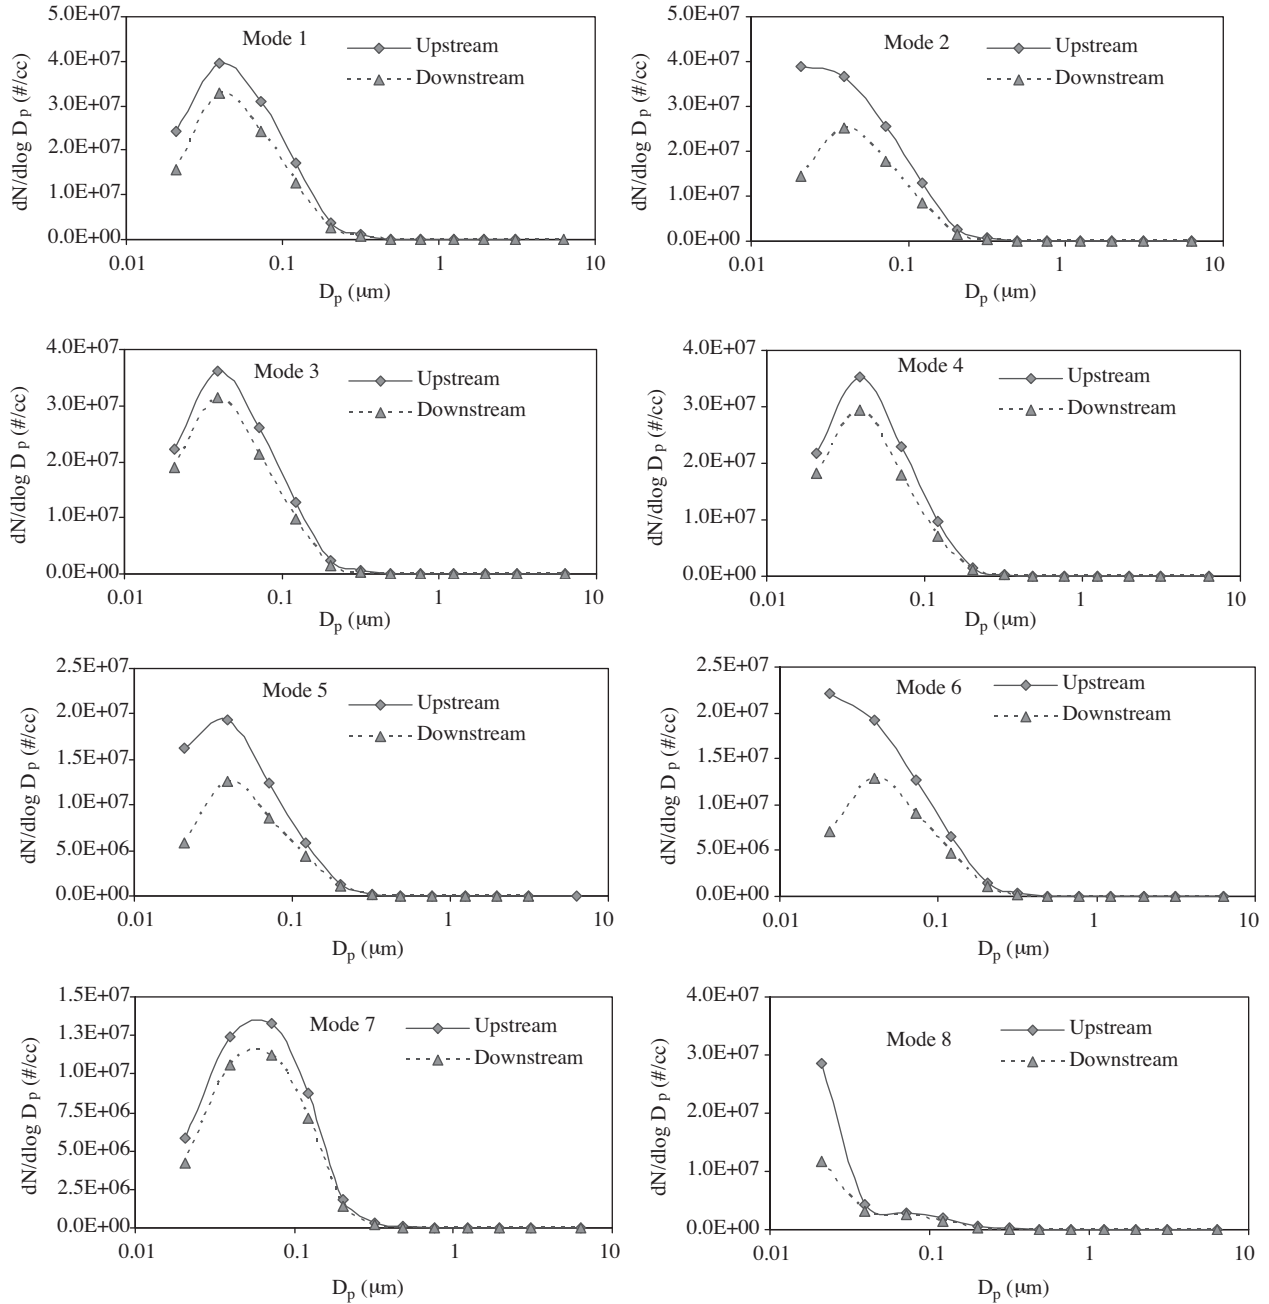 Mode 1
Upstream
Downstream
dN/dlog D p (#/cc)
5.0E+07
4.0E+07
3.0E+07
2.0E+07
1.0E+07
0.0E+00
0.01
0.1
1
10
D p (μm)
Mode 2
Upstream
Downstream
dN/dlog D p (#/cc)
5.0E+07
4.0E+07
3.0E+07
2.0E+07
1.0E+07
0.0E+00
0.01
0.1
1
10
D p (μm)
Mode 3
Upstream
Downstream
dN/dlog D p (#/cc)
4.0E+07
3.0E+07
2.0E+07
1.0E+07
0.0E+00
0.01
0.1
1
10
D p (μm)
Mode 4
Upstream
Downstream
dN/dlog D p (#/cc)
4.0E+07
3.0E+07
2.0E+07
1.0E+07
0.0E+00
0.01
0.1
1
10
D p (μm)
Mode 5
Upstream
Downstream
dN/dlog D p (#/cc)
2.5E+07
2.0E+07
1.5E+07
1.0E+07
5.0E+06
0.0E+00
0.01
0.1
1
10
D p (μm)
Mode 6
Upstream
Downstream
dN/dlog D p (#/cc)
2.5E+07
2.0E+07
1.5E+07
1.0E+07
5.0E+06
0.0E+00
0.01
0.1
1
10
D p (μm)
Mode 7
Upstream
Downstream
dN/dlog D p (#/cc)
1.5E+07
1.3E+07
1.0E+07
7.5E+06
5.0E+06
2.5E+06
0.0E+00
0.01
0.1
1
10
D p (μm)
Mode 8
Upstream
Downstream
dN/dlog D p (#/cc)
4.0E+07
3.0E+07
2.0E+07
1.0E+07
0.0E+00
0.01
0.1
1
10
D p (μm)